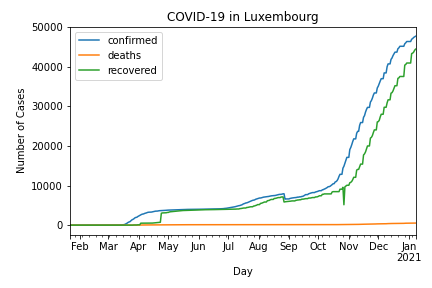 COVID-19 in Luxembourg
confirmed
deaths
recovered
Number of Cases
50000
40000
30000
20000
10000
0
Feb Mar Apr May Jun Jul Aug Sep Oct Nov Dec Jan
2021
Day